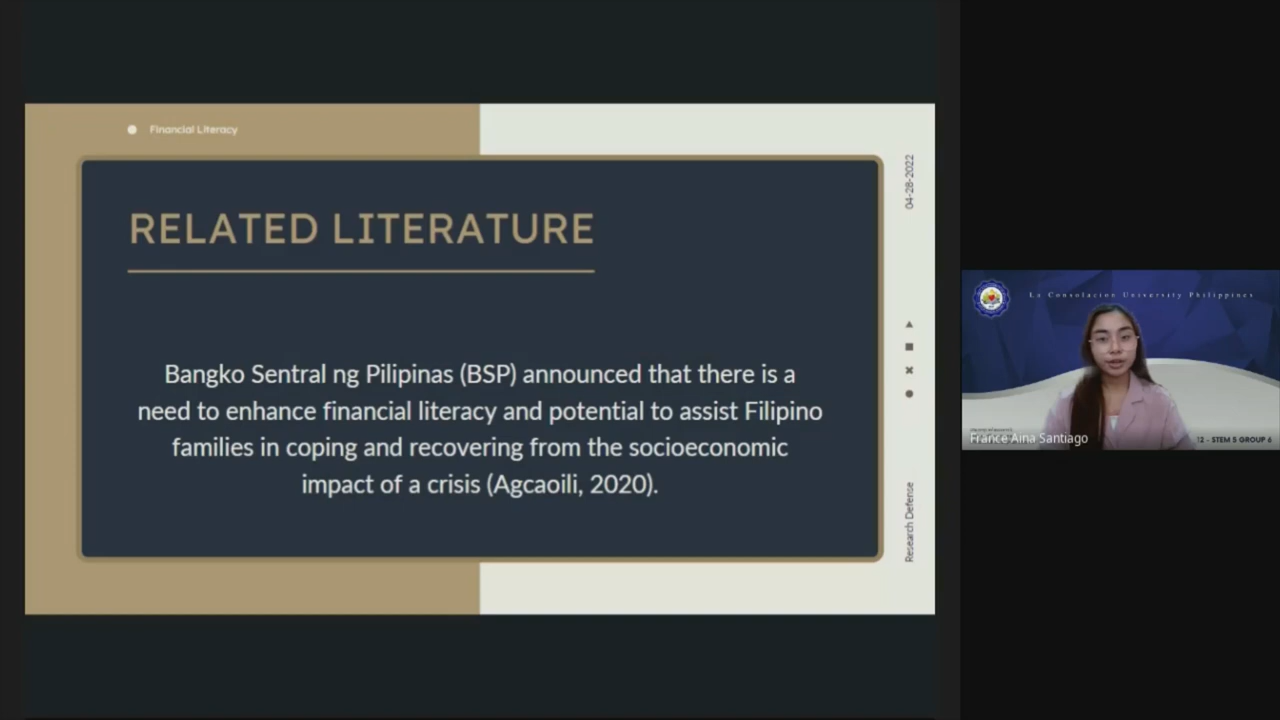 Financial Literacy
RELATED LITERATURE
Bangko Sentral ng Pilipinas (BSP) announced that there is a
need to enhance financial literacy and potential to assist Filipino
families in coping and recovering from the socioeconomic
impact of a crisis (Agcaoili, 2020).
04-28-2022
Research Defense
La Consolacion University Philippines
France Aina Santiago
12 - STEM 5 GROUP 6